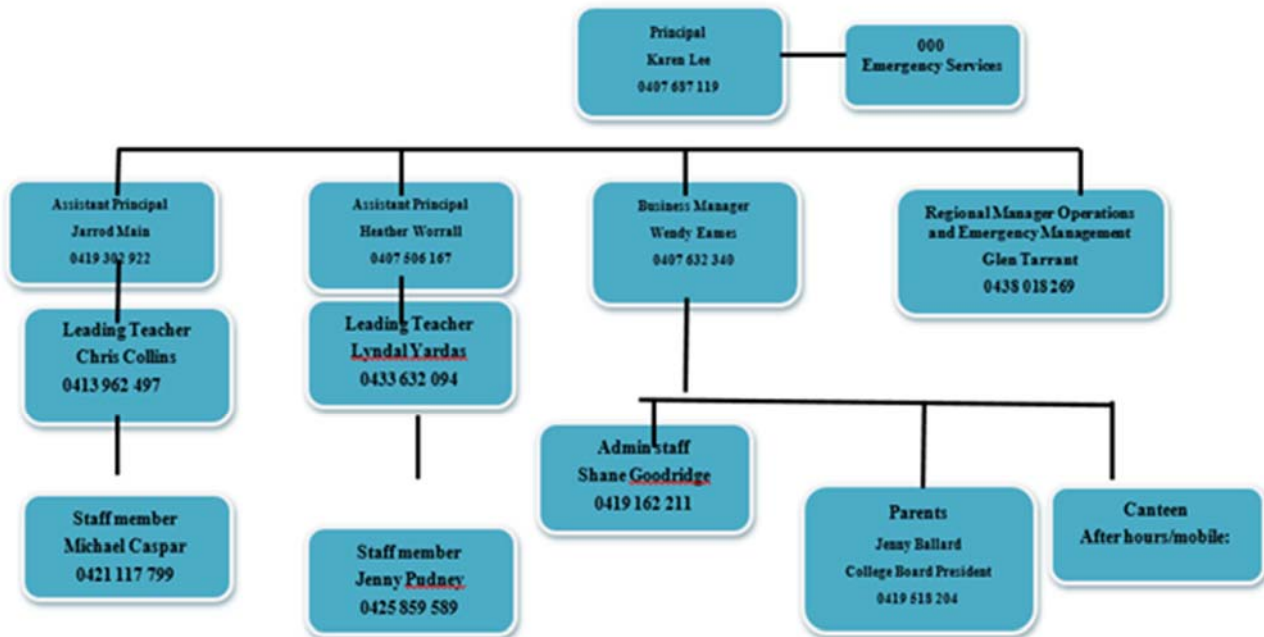 Principal
Karen Lee
0407 687 119
000
Emergency Services
Assistant Principal
Jarrod Main
0419 302 922
Assistant Principal
Heather Worrall
0407 506 167
Business Manager
Wendy Eames
0407 632 340
Regional Manager Operations
and Emergency Management
Glen Tarrant
0438 018 269
Leading Teacher
Chris Collins
0413 962 497
Leading Teacher
Lyndal Yardas
0433 632 094
Admin staff
Shane Goodridge
0419 162 211
Staff member
Michael Caspar
0421 117 799
Staff member
Jenny Pudney
0425 859 589
Parents
Jenny Ballard
College Board President
0419 518 204
Canteen
After hours/mobile: